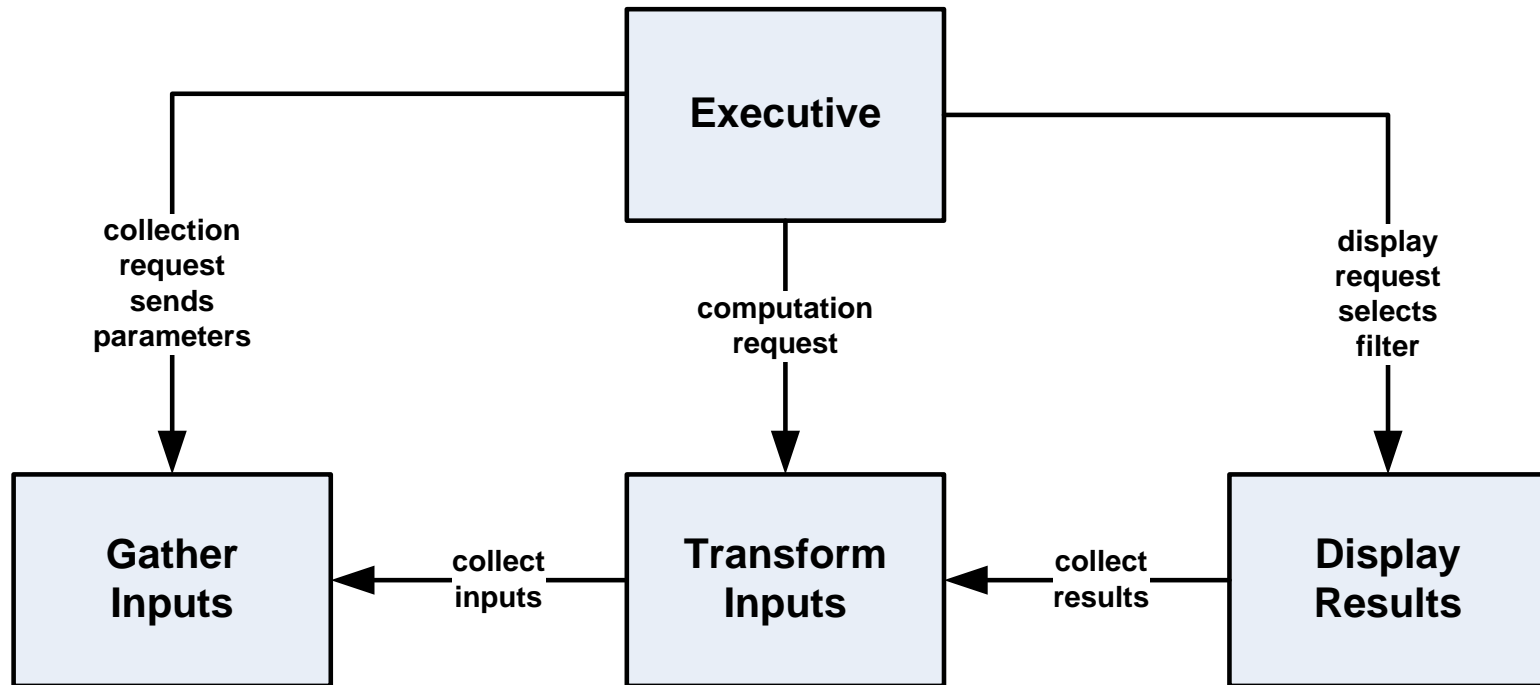 Executive
collection
request
sends
parameters
computation
request
display
request
selects
filter
Gather
Inputs
collect
inputs
Transform
Inputs
collect
results
Display
Results